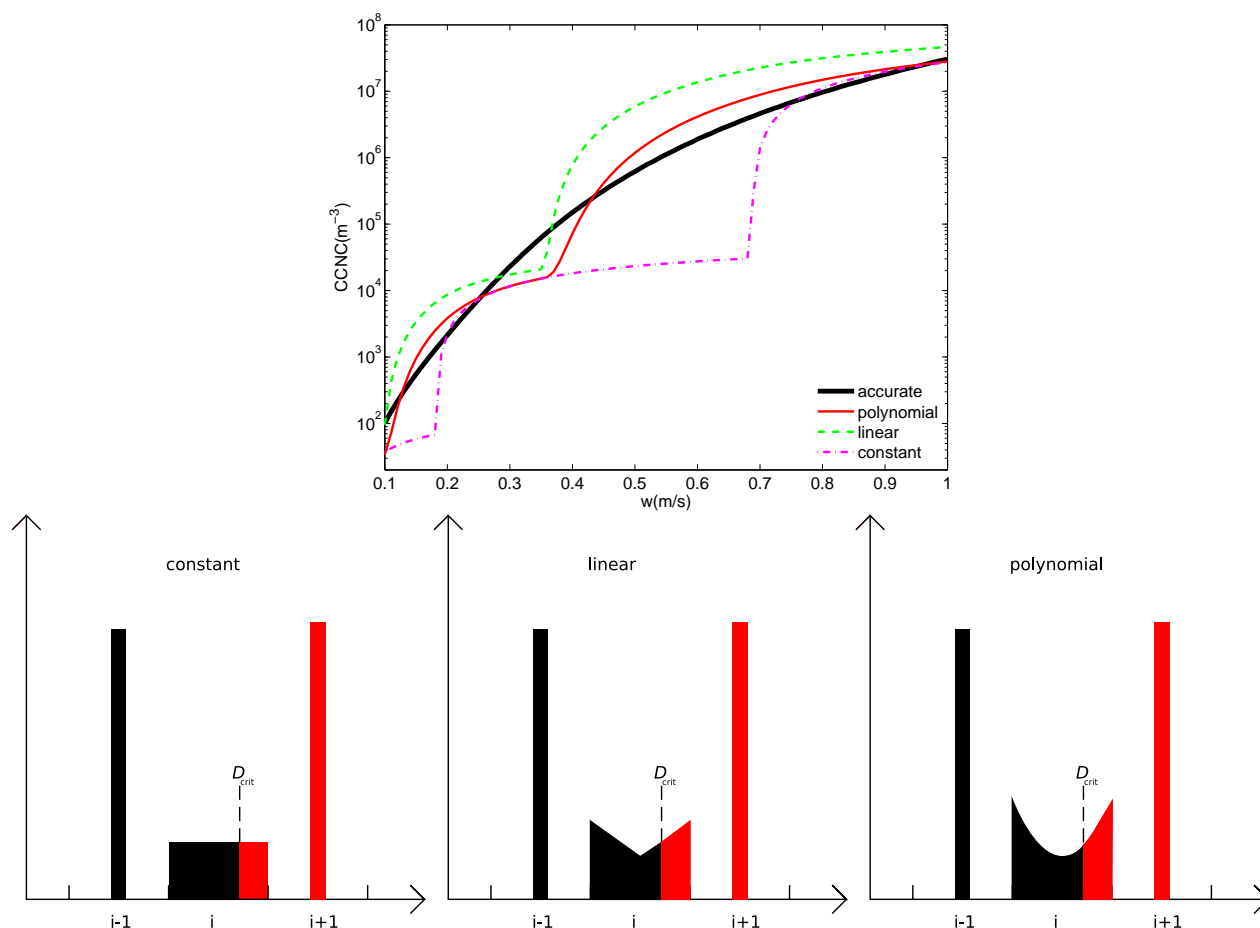 10^8
10^7
10^6
10^5
10^4
10^3
10^2
CCNC(m^−3)
accurate
polynomial
linear
constant
0.1 0.2 0.3 0.4 0.5 0.6 0.7 0.8 0.9 1
w(m/s)
constant linear polynomial
D_crit D_crit D_crit
i-1 i i+1 i-1 i i+1 i-1 i i+1